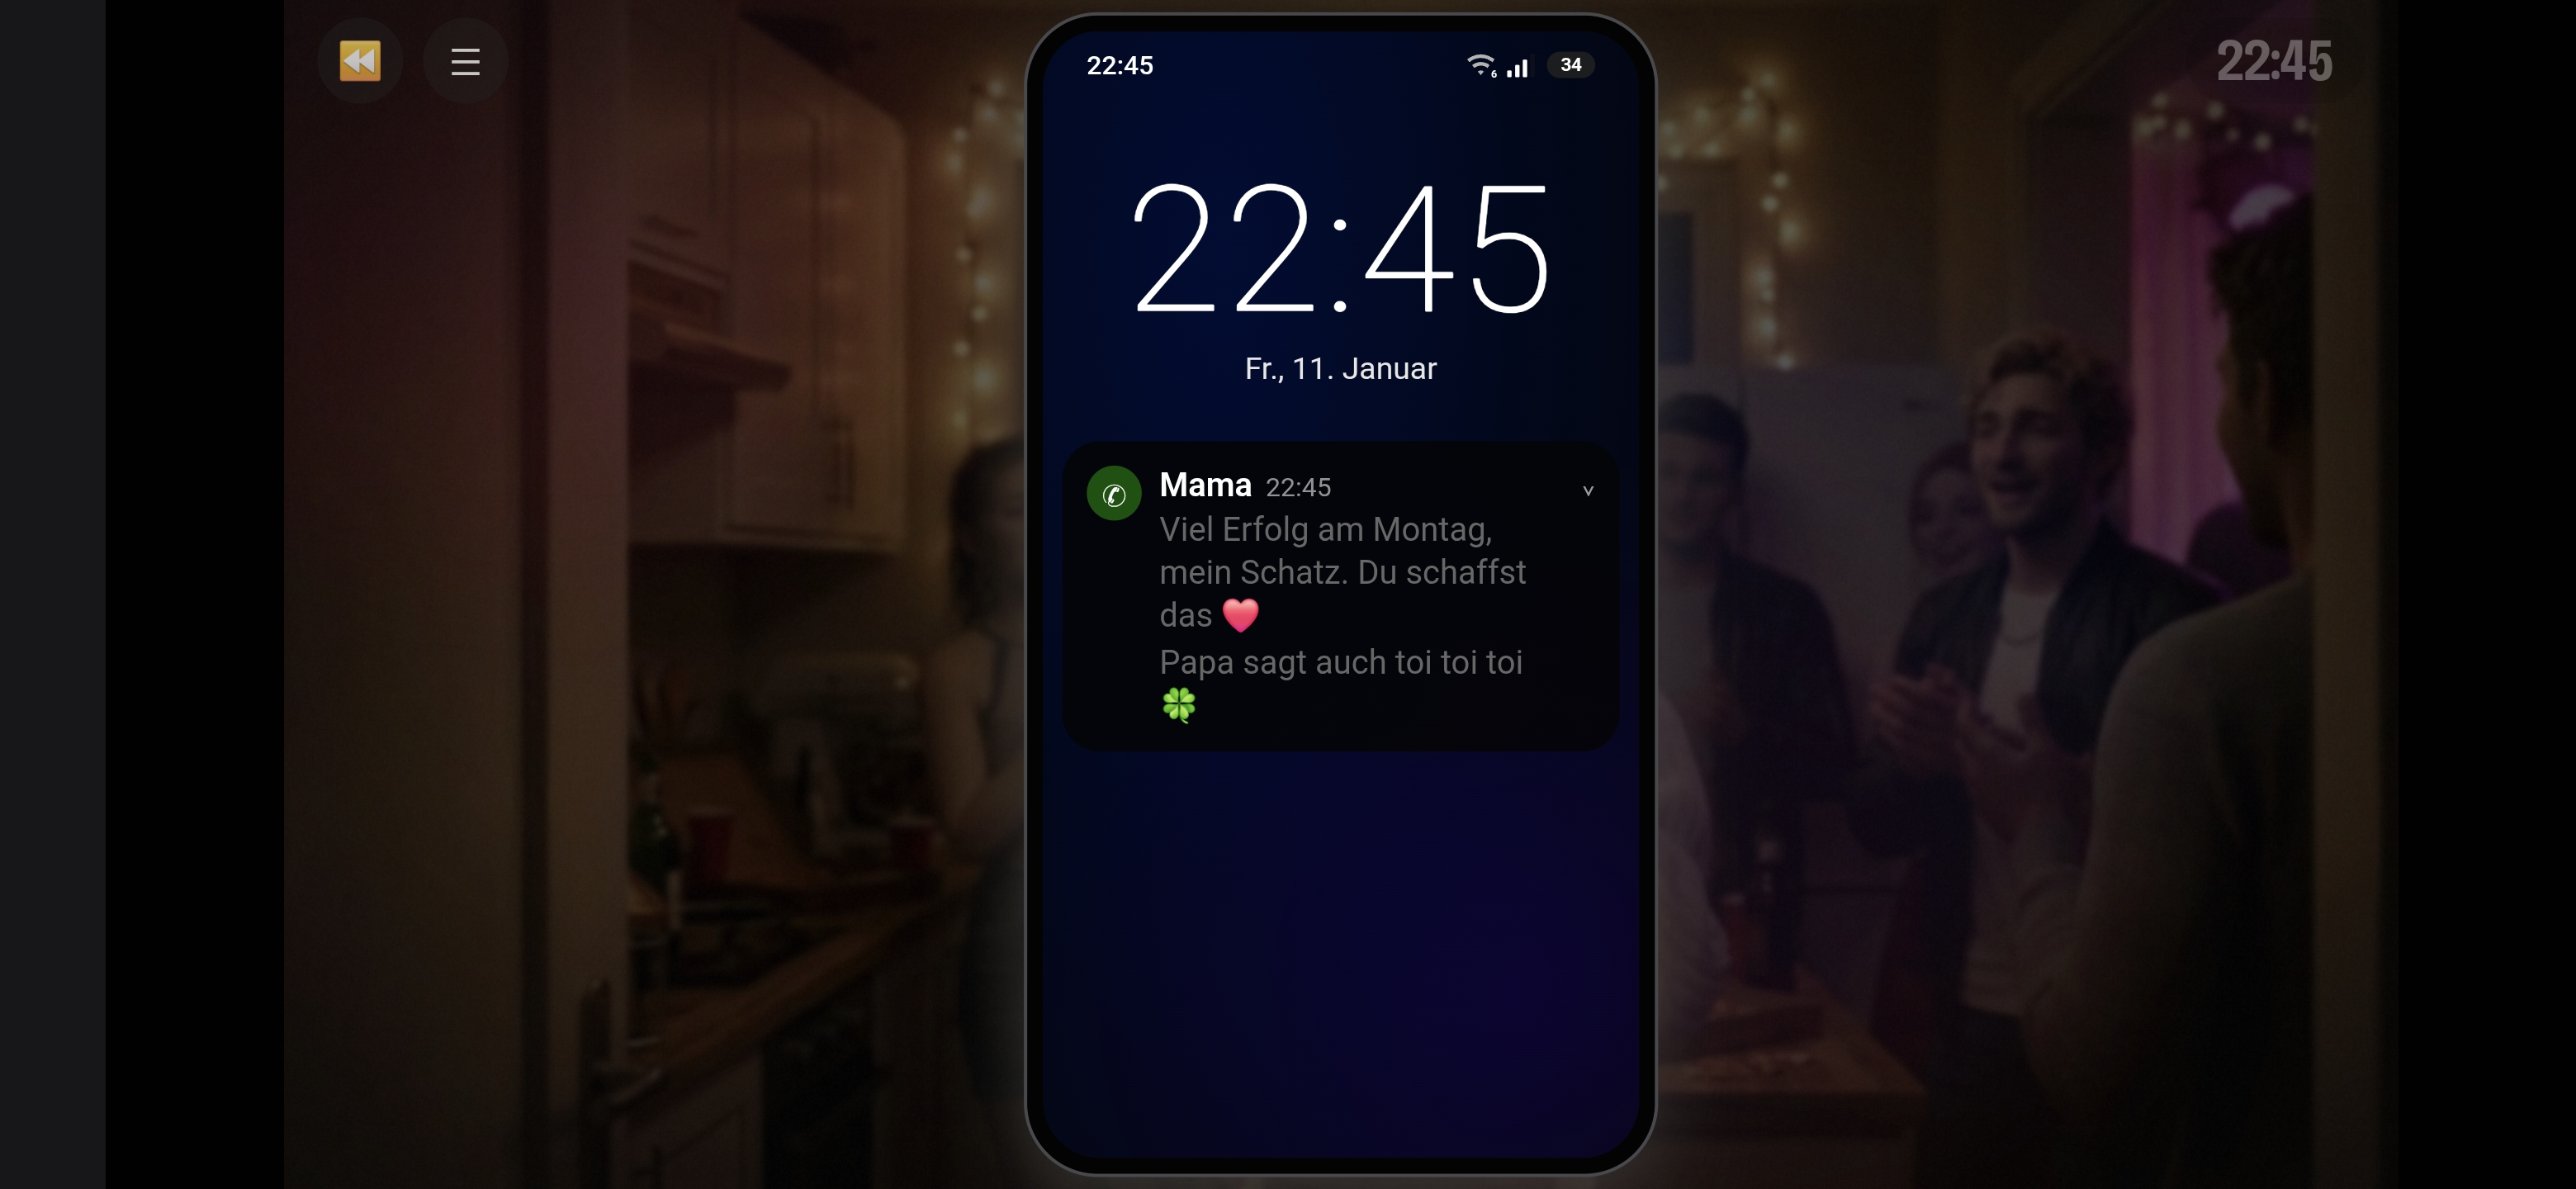 22:45
22:45
6
34
22:45
Fr., 11. Januar
Mama 22:45
Viel Erfolg am Montag,
mein Schatz. Du schaffst
das ❤️
Papa sagt auch toi toi toi
🍀